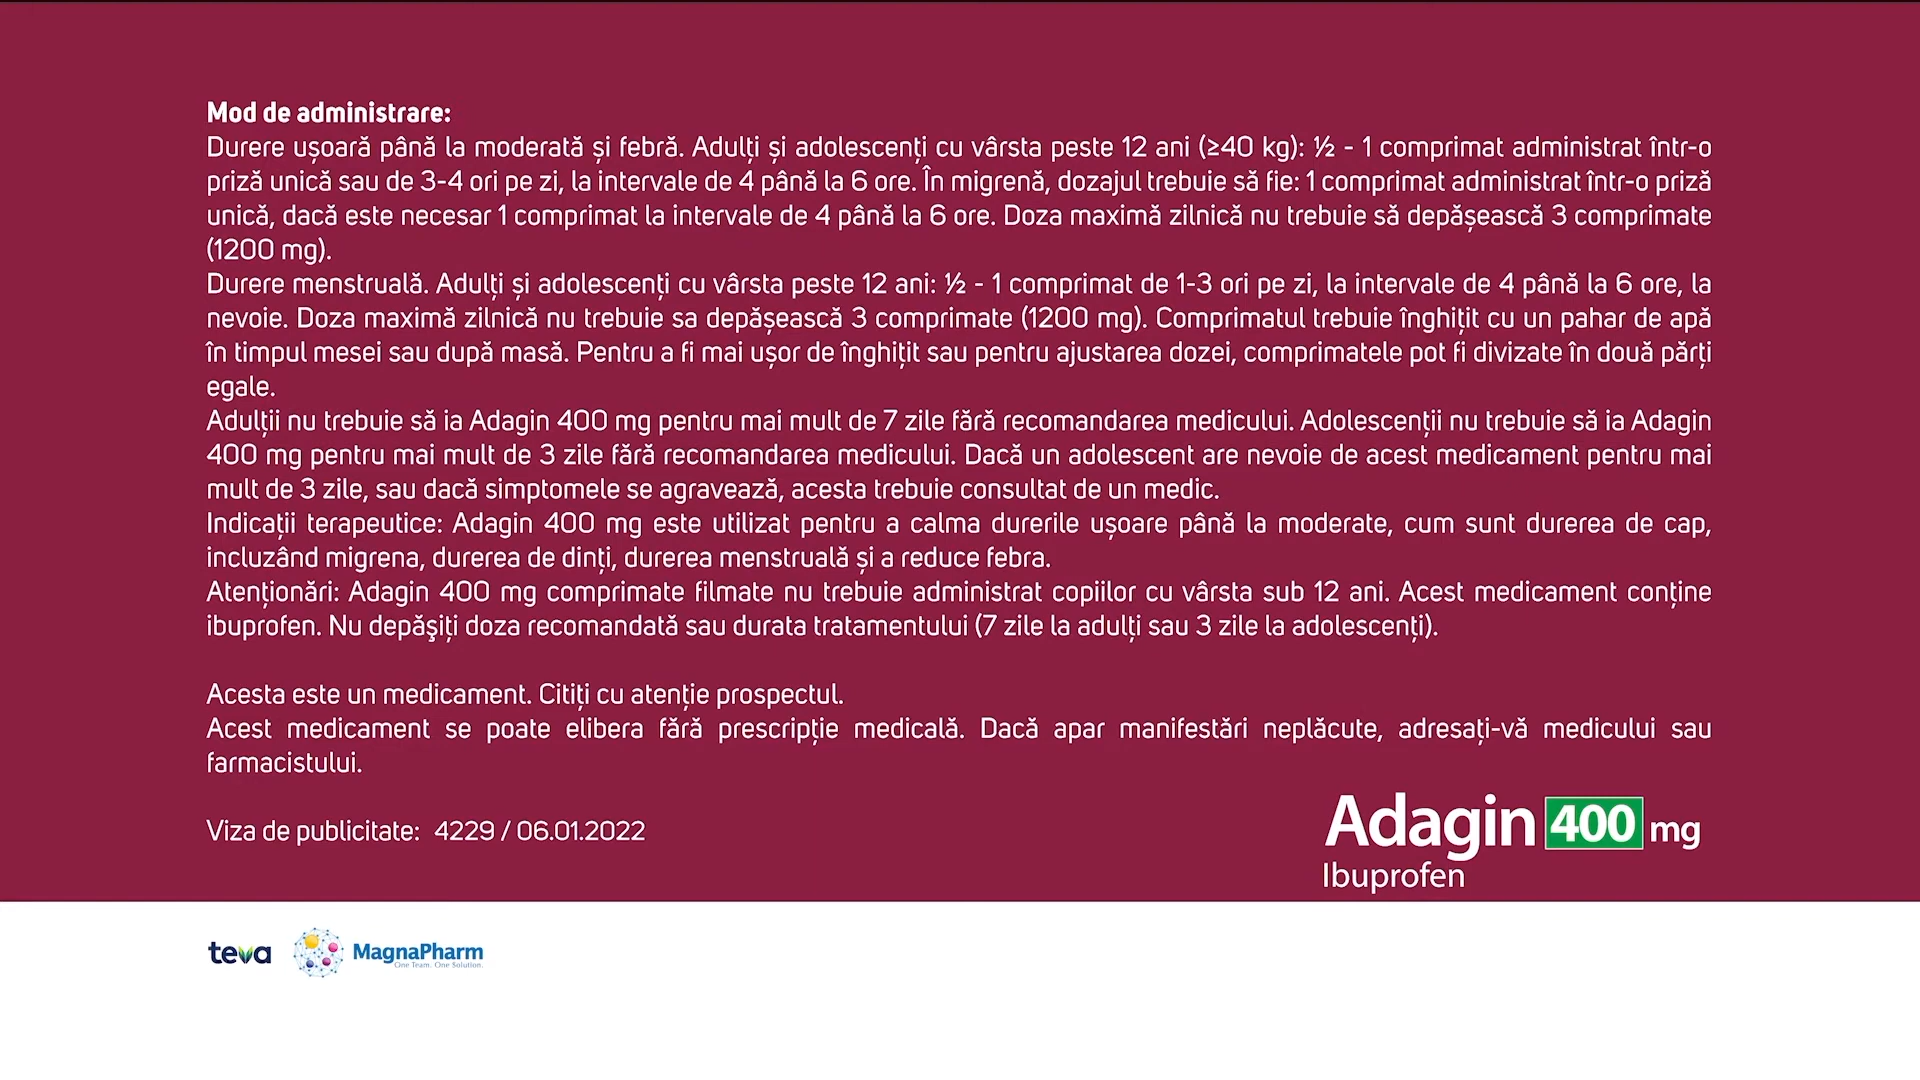 Mod de administrare:
Durere ușoară până la moderată și febră. Adulți și adolescenți cu vârsta peste 12 ani (≥40 kg): ½ - 1 comprimat administrat într-o
priză unică sau de 3-4 ori pe zi, la intervale de 4 până la 6 ore. În migrenă, dozajul trebuie să fie: 1 comprimat administrat într-o priză
unică, dacă este necesar 1 comprimat la intervale de 4 până la 6 ore. Doza maximă zilnică nu trebuie să depășească 3 comprimate
(1200 mg).
Durere menstruală. Adulți și adolescenți cu vârsta peste 12 ani: ½ - 1 comprimat de 1-3 ori pe zi, la intervale de 4 până la 6 ore, la
nevoie. Doza maximă zilnică nu trebuie sa depășească 3 comprimate (1200 mg). Comprimatul trebuie înghițit cu un pahar de apă
în timpul mesei sau după masă. Pentru a fi mai ușor de înghițit sau pentru ajustarea dozei, comprimatele pot fi divizate în două părți
egale.
Adulții nu trebuie să ia Adagin 400 mg pentru mai mult de 7 zile fără recomandarea medicului. Adolescenții nu trebuie să ia Adagin
400 mg pentru mai mult de 3 zile fără recomandarea medicului. Dacă un adolescent are nevoie de acest medicament pentru mai
mult de 3 zile, sau dacă simptomele se agravează, acesta trebuie consultat de un medic.
Indicații terapeutice: Adagin 400 mg este utilizat pentru a calma durerile ușoare până la moderate, cum sunt durerea de cap,
incluzând migrena, durerea de dinți, durerea menstruală și a reduce febra.
Atenționări: Adagin 400 mg comprimate filmate nu trebuie administrat copiilor cu vârsta sub 12 ani. Acest medicament conține
ibuprofen. Nu depăşiți doza recomandată sau durata tratamentului (7 zile la adulți sau 3 zile la adolescenți).
Acesta este un medicament. Citiți cu atenție prospectul.
Acest medicament se poate elibera fără prescripție medicală. Dacă apar manifestări neplăcute, adresați-vă medicului sau
farmacistului.
Viza de publicitate: 4229 / 06.01.2022
Adagin 400 mg
Ibuprofen
teva
MagnaPharm
One Team. One Solution.